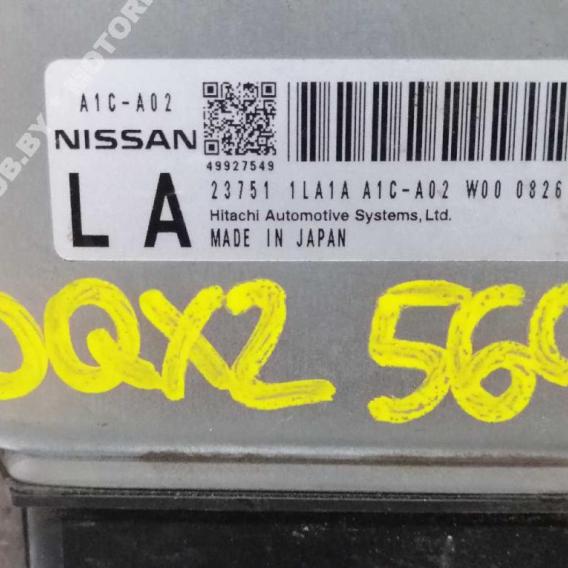 A1C-A02
NISSAN
49927549
LA
23751 1LA1A A1C-A02 W00 0826
Hitachi Automotive Systems, Ltd.
MADE IN JAPAN
QX2 56